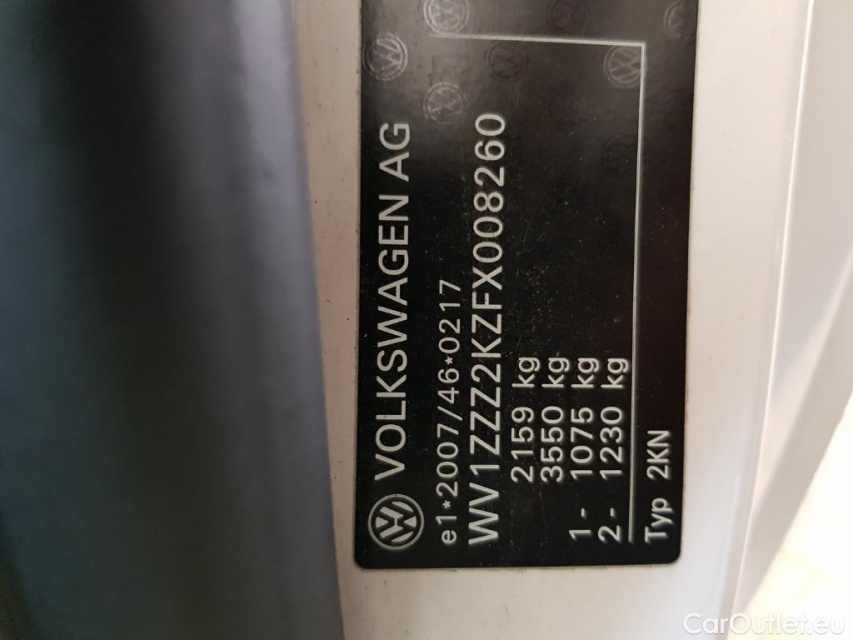 VOLKSWAGEN AG
e1*2007/46*0217
WV1ZZZ2KZFX008260
2159 kg
3550 kg
1- 1075 kg
2- 1230 kg
Typ 2KN
CarOutlet.eu